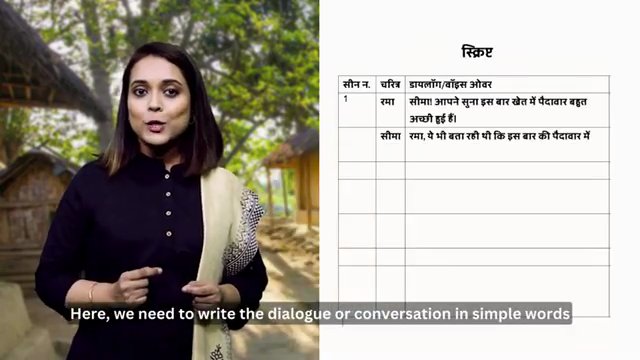 स्क्रिप्ट
सीन न. चरित्र डायलॉग/वॉइस ओवर
1 रमा सीमा! आपने सुना इस बार खेत में पैदावार बहुत
अच्छी हुई हैं।
सीमा रमा, ये भी बता रही थी कि इस बार की पैदावार में
Here, we need to write the dialogue or conversation in simple words